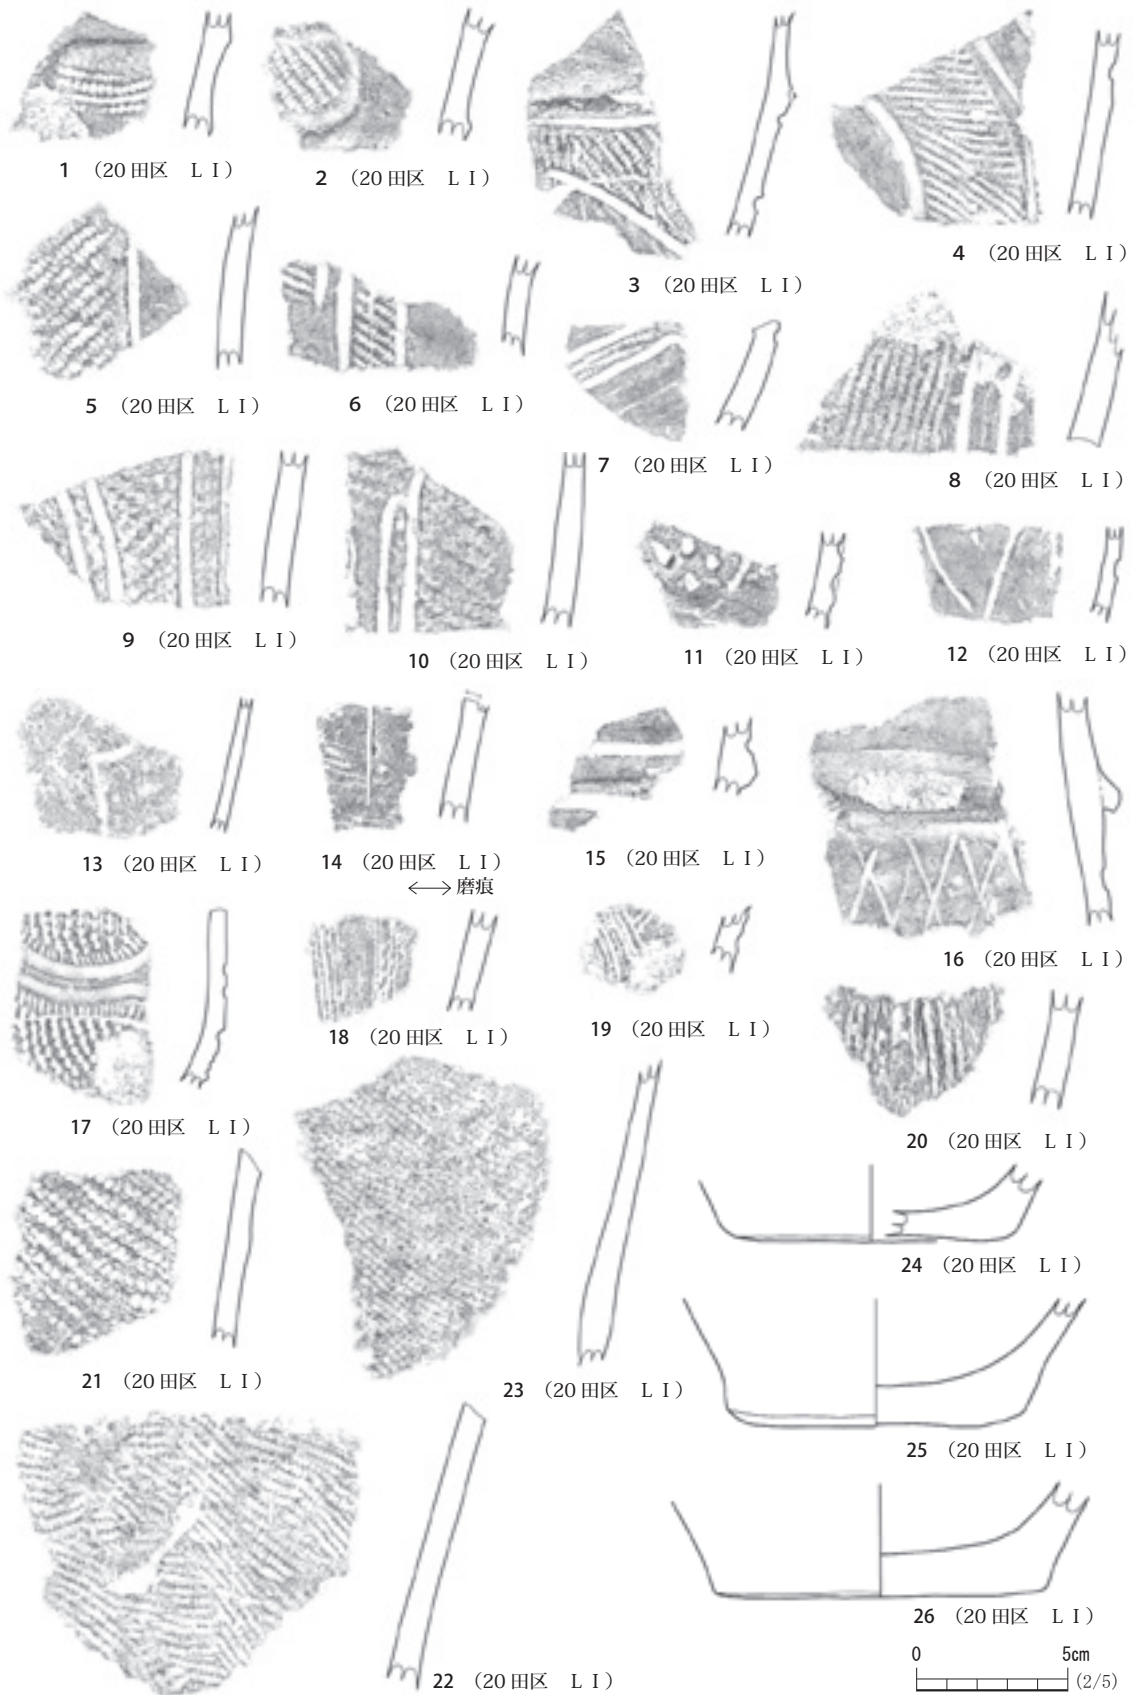 1 (20 田区 L I)
2 (20 田区 L I)
3 (20 田区 L I)
4 (20 田区 L I)
5 (20 田区 L I)
6 (20 田区 L I)
7 (20 田区 L I)
8 (20 田区 L I)
9 (20 田区 L I)
10 (20 田区 L I)
11 (20 田区 L I)
12 (20 田区 L I)
13 (20 田区 L I)
14 (20 田区 L I)
磨痕
15 (20 田区 L I)
16 (20 田区 L I)
17 (20 田区 L I)
18 (20 田区 L I)
19 (20 田区 L I)
20 (20 田区 L I)
21 (20 田区 L I)
22 (20 田区 L I)
23 (20 田区 L I)
24 (20 田区 L I)
25 (20 田区 L I)
26 (20 田区 L I)
0 5cm
(2/5)